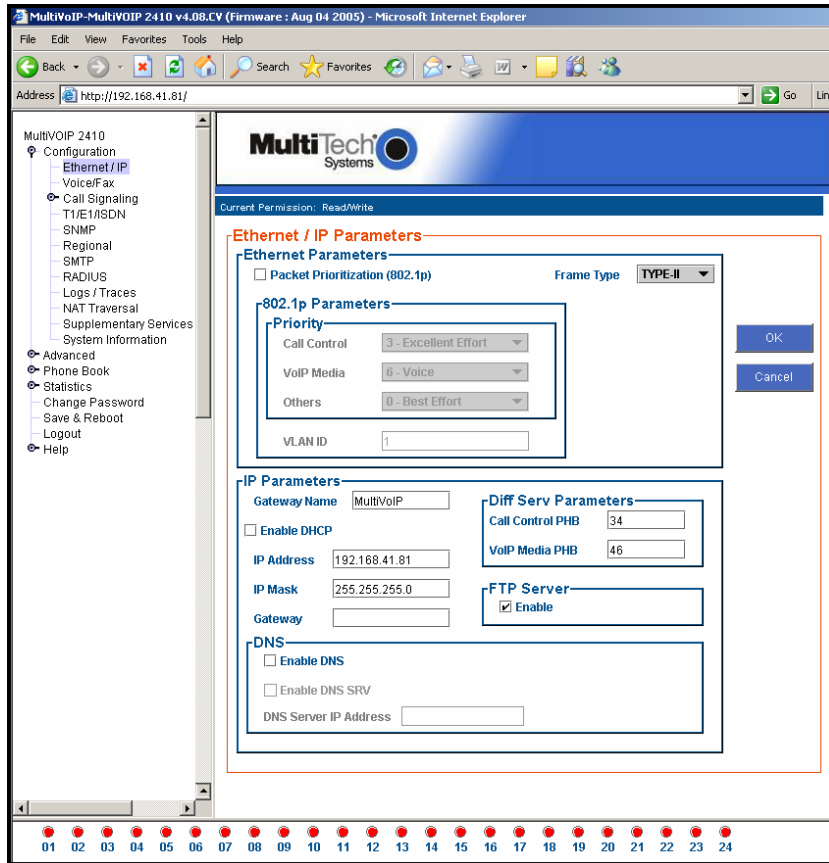 MultiVoIP-MultiVOIP 2410 v4.08.CV (Firmware : Aug 04 2005) - Microsoft Internet Explorer
File Edit View Favorites Tools Help
Back Search Favorites
Address http://192.168.41.81/ Go Lin
MultiVOIP 2410
Configuration
Ethernet / IP
Voice/Fax
Call Signaling
T1/E1/ISDN
SNMP
Regional
SMTP
RADIUS
Logs / Traces
NAT Traversal
Supplementary Services
System Information
Advanced
Phone Book
Statistics
Change Password
Save & Reboot
Logout
Help
MultiTech
Systems
Current Permission: Read/Write
Ethernet / IP Parameters
Ethernet Parameters
Packet Prioritization (802.1p) Frame Type TYPE-II
802.1p Parameters
Priority
Call Control 3 - Excellent Effort
VoIP Media 6 - Voice
Others 0 - Best Effort
VLAN ID 1
OK
Cancel
IP Parameters
Gateway Name MultiVoIP
Enable DHCP
IP Address 192.168.41.81
IP Mask 255.255.255.0
Gateway
Diff Serv Parameters
Call Control PHB 34
VoIP Media PHB 46
FTP Server
Enable
DNS
Enable DNS
Enable DNS SRV
DNS Server IP Address
01 02 03 04 05 06 07 08 09 10 11 12 13 14 15 16 17 18 19 20 21 22 23 24